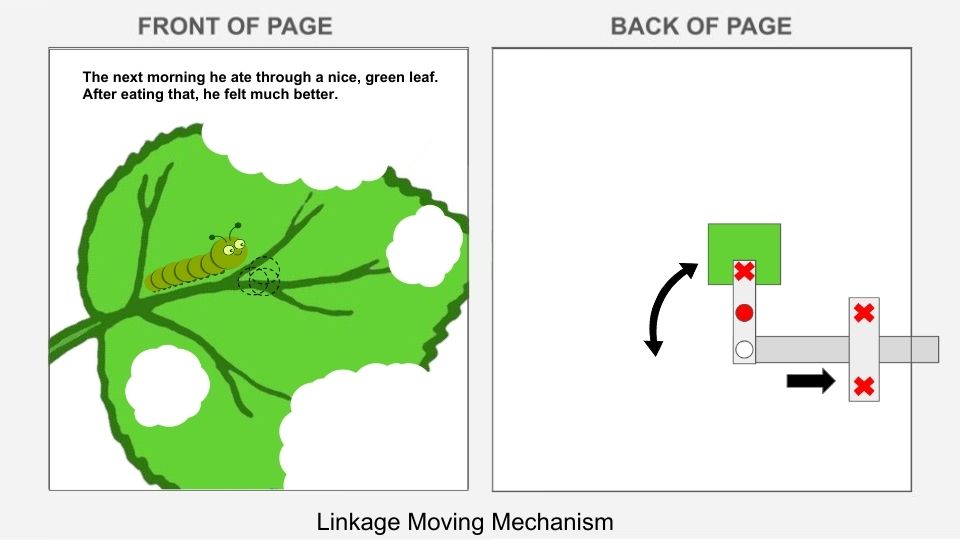 FRONT OF PAGE
BACK OF PAGE
The next morning he ate through a nice, green leaf.
After eating that, he felt much better.
Linkage Moving Mechanism